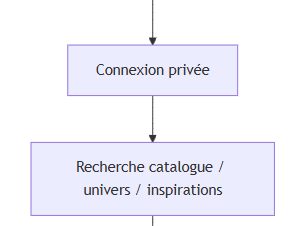 Connexion privée
Recherche catalogue /
univers / inspirations